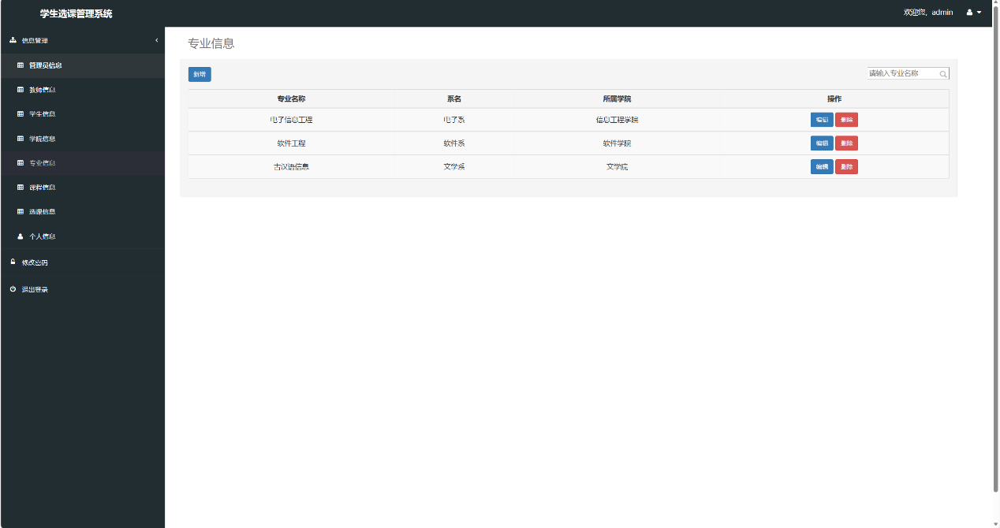 学生选课管理系统
欢迎您，admin
信息管理
管理员信息
教师信息
学生信息
学院信息
专业信息
课程信息
选课信息
个人信息
修改密码
退出登录
专业信息
新增
请输入专业名称
专业名称 系名 所属学院 操作
电子信息工程 电子系 信息工程学院 编辑 删除
软件工程 软件系 软件学院 编辑 删除
古汉语信息 文学系 文学院 编辑 删除